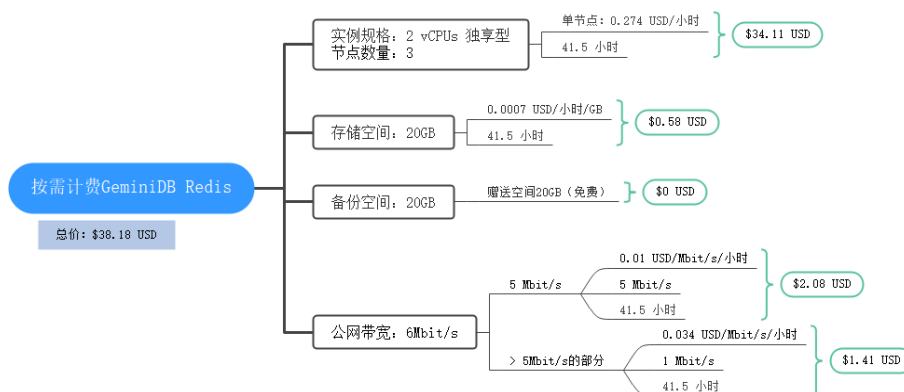 按需计费GeminiDB Redis
总价：$38.18 USD
实例规格：2 vCPUs 独享型
节点数量：3
单节点：0.274 USD/小时
41.5 小时
$34.11 USD
存储空间：20GB
0.0007 USD/小时/GB
41.5 小时
$0.58 USD
备份空间：20GB
赠送空间20GB（免费）
$0 USD
公网带宽：6Mbit/s
5 Mbit/s
0.01 USD/Mbit/s/小时
5 Mbit/s
41.5 小时
$2.08 USD
> 5Mbit/s的部分
0.034 USD/Mbit/s/小时
1 Mbit/s
41.5 小时
$1.41 USD